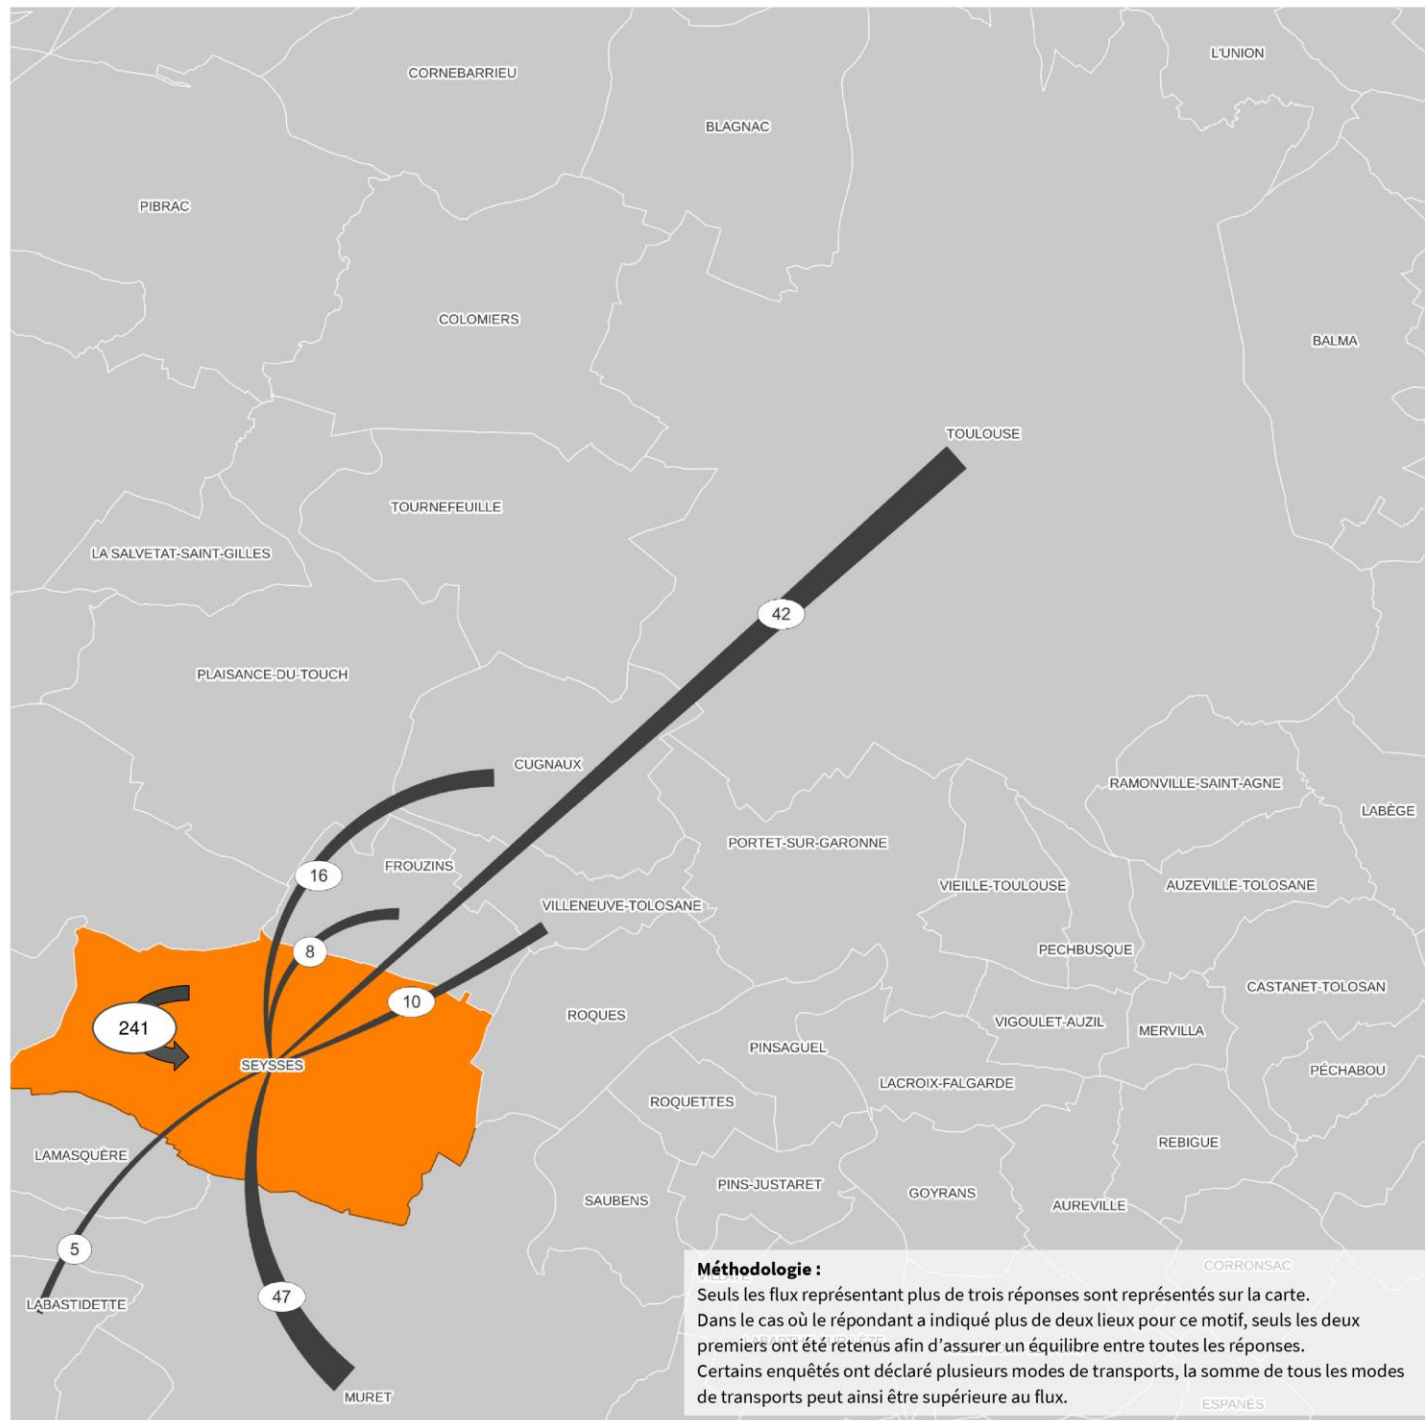 L'UNION
CORNEBARRIEU
BLAGNAC
PIBRAC
COLOMIERS
BALMA
TOULOUSE
TOURNEFEUILLE
LA SALVETAT-SAINT-GILLES
42
PLAISANCE-DU-TOUCH
CUGNAUX
RAMONVILLE-SAINT-AGNE
LABÈGE
PORTET-SUR-GARONNE
FROUZINS
16
VIEILLE-TOULOUSE
AUZEVILLE-TOLOSANE
VILLENEUVE-TOLOSANE
8
PECHBUSQUE
CASTANET-TOLOSAN
10
ROQUES
VIGOULET-AUZIL
MERVILLA
241
PINSAGUEL
SEYSSES
PÉCHABOU
LACROIX-FALGARDE
ROQUETTES
REBIGUE
LAMASQUÈRE
PINS-JUSTARET
GOYRANS
SAUBENS
AUREVILLE
5
CORRONSAC
47
LABASTIDETTE
MURET
Méthodologie :
Seuls les flux représentant plus de trois réponses sont représentés sur la carte.
Dans le cas où le répondant a indiqué plus de deux lieux pour ce motif, seuls les deux
premiers ont été retenus afin d'assurer un équilibre entre toutes les réponses.
Certains enquêtés ont déclaré plusieurs modes de transports, la somme de tous les modes
de transports peut ainsi être supérieure au flux.
ESPANÈS